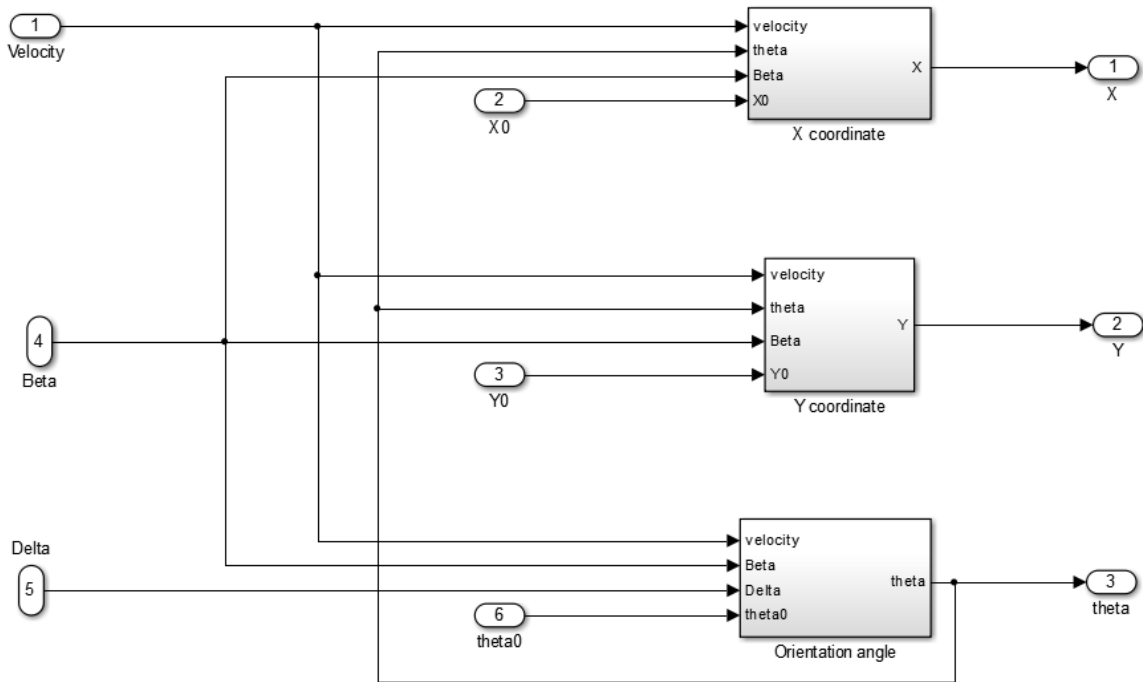 1
Velocity
velocity
theta
Beta
X0
X
X coordinate
2
X0
1
X
velocity
theta
Beta
Y0
Y
Y coordinate
4
Beta
3
Y0
2
Y
Delta
5
velocity
Beta
Delta
theta0
theta
Orientation angle
6
theta0
3
theta